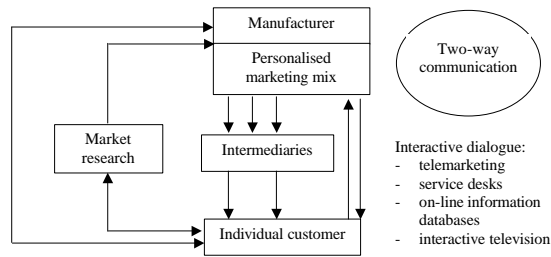 Manufacturer
Personalised
marketing mix
Two-way
communication
Market
research
Intermediaries
Interactive dialogue:
- telemarketing
- service desks
- on-line information
databases
- interactive television
Individual customer